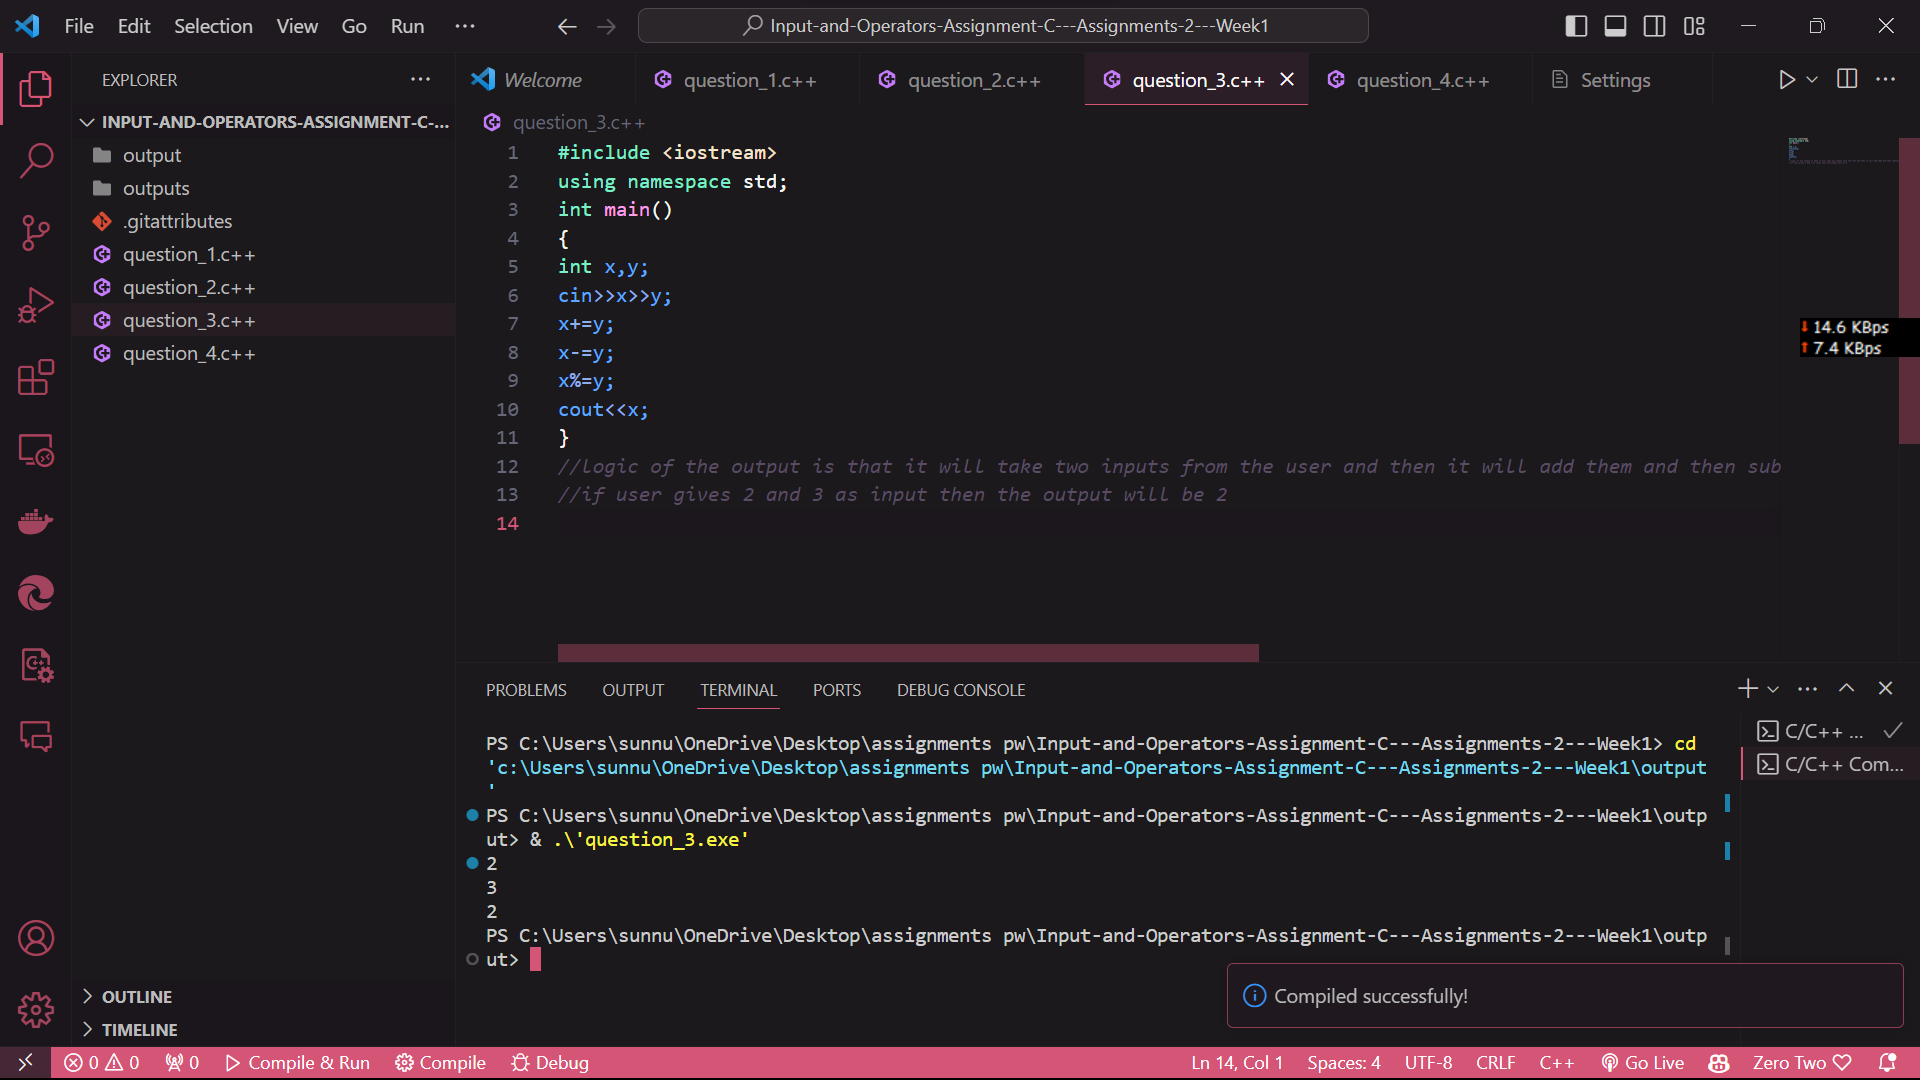 File Edit Selection View Go Run ···
Input-and-Operators-Assignment-C---Assignments-2---Week1
EXPLORER
INPUT-AND-OPERATORS-ASSIGNMENT-C-...
output
outputs
.gitattributes
question_1.c++
question_2.c++
question_3.c++
question_4.c++
OUTLINE
TIMELINE
Welcome question_1.c++ question_2.c++ question_3.c++ question_4.c++ Settings
question_3.c++
1 #include <iostream>
2 using namespace std;
3 int main()
4 {
5 int x,y;
6 cin>>x>>y;
7 x+=y;
8 x-=y;
9 x%=y;
10 cout<<x;
11 }
12 //logic of the output is that it will take two inputs from the user and then it will add them and then sub
13 //if user gives 2 and 3 as input then the output will be 2
14
14.6 KBps
7.4 KBps
PROBLEMS OUTPUT TERMINAL PORTS DEBUG CONSOLE
PS C:\Users\sunnu\OneDrive\Desktop\assignments pw\Input-and-Operators-Assignment-C---Assignments-2---Week1> cd
'c:\Users\sunnu\OneDrive\Desktop\assignments pw\Input-and-Operators-Assignment-C---Assignments-2---Week1\output
'
PS C:\Users\sunnu\OneDrive\Desktop\assignments pw\Input-and-Operators-Assignment-C---Assignments-2---Week1\outp
ut> & .\'question_3.exe'
2
3
2
PS C:\Users\sunnu\OneDrive\Desktop\assignments pw\Input-and-Operators-Assignment-C---Assignments-2---Week1\outp
ut>
C/C++ ...
C/C++ Com...
Compiled successfully!
0 0 0 Compile & Run Compile Debug Ln 14, Col 1 Spaces: 4 UTF-8 CRLF C++ Go Live Zero Two